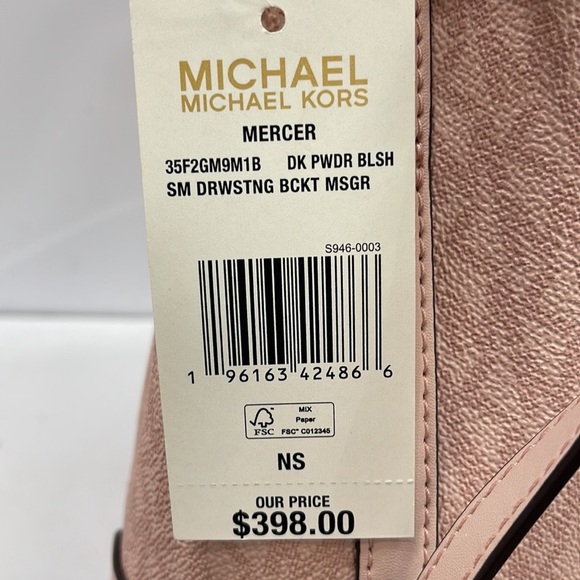 MICHAEL
MICHAEL KORS
MERCER
35F2GM9M1B DK PWDR BLSH
SM DRWSTNG BCKT MSGR
S946-0003
1 96163 42486 6
FSC
MIX
Paper
FSC™ C012345
NS
OUR PRICE
$398.00